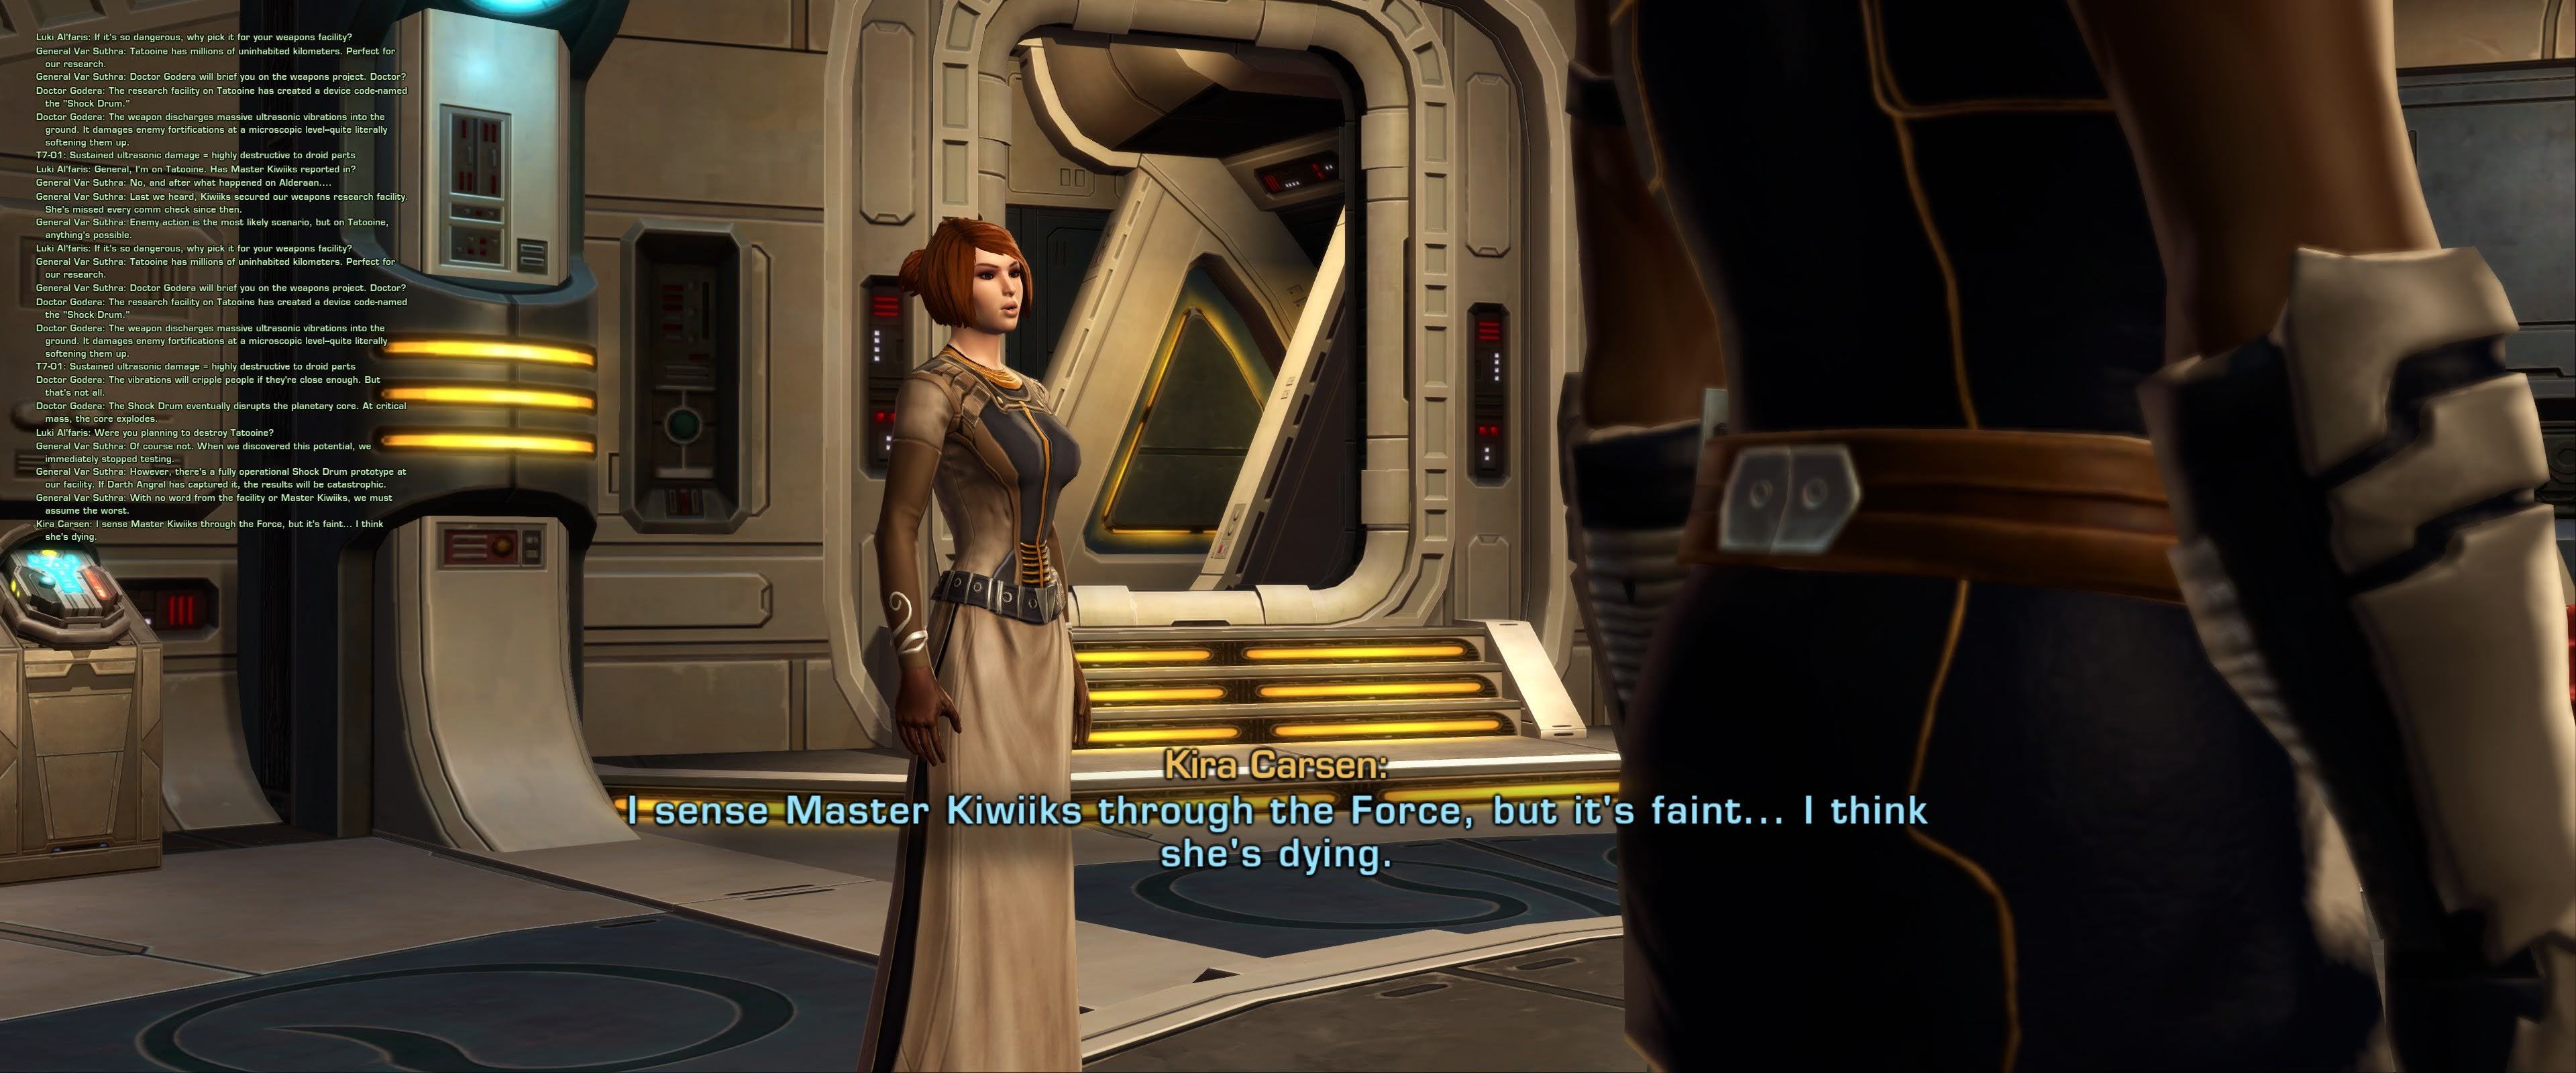 Luki Al'faris: If it's so dangerous, why pick it for your weapons facility?
General Var Suthra: Tatooine has millions of uninhabited kilometers. Perfect for
our research.
General Var Suthra: Doctor Godera will brief you on the weapons project. Doctor?
Doctor Godera: The research facility on Tatooine has created a device code-named
the "Shock Drum."
Doctor Godera: The weapon discharges massive ultrasonic vibrations into the
ground. It damages enemy fortifications at a microscopic level—quite literally
softening them up.
T7-O1: Sustained ultrasonic damage = highly destructive to droid parts
Luki Al'faris: General, I'm on Tatooine. Has Master Kiwiiks reported in?
General Var Suthra: No, and after what happened on Alderaan....
General Var Suthra: Last we heard, Kiwiiks secured our weapons research facility.
She's missed every comm check since then.
General Var Suthra: Enemy action is the most likely scenario, but on Tatooine,
anything's possible.
Luki Al'faris: If it's so dangerous, why pick it for your weapons facility?
General Var Suthra: Tatooine has millions of uninhabited kilometers. Perfect for
our research.
General Var Suthra: Doctor Godera will brief you on the weapons project. Doctor?
Doctor Godera: The research facility on Tatooine has created a device code-named
the "Shock Drum."
Doctor Godera: The weapon discharges massive ultrasonic vibrations into the
ground. It damages enemy fortifications at a microscopic level—quite literally
softening them up.
T7-O1: Sustained ultrasonic damage = highly destructive to droid parts
Doctor Godera: The vibrations will cripple people if they're close enough. But
that's not all.
Doctor Godera: The Shock Drum eventually disrupts the planetary core. At critical
mass, the core explodes.
Luki Al'faris: Were you planning to destroy Tatooine?
General Var Suthra: Of course not. When we discovered this potential, we
immediately stopped testing.
General Var Suthra: However, there's a fully operational Shock Drum prototype at
our facility. If Darth Angral has captured it, the results will be catastrophic.
General Var Suthra: With no word from the facility or Master Kiwiiks, we must
assume the worst.
Kira Carsen: I sense Master Kiwiiks through the Force, but it's faint... I think
she's dying.
Kira Carsen:
I sense Master Kiwiiks through the Force, but it's faint... I think
she's dying.